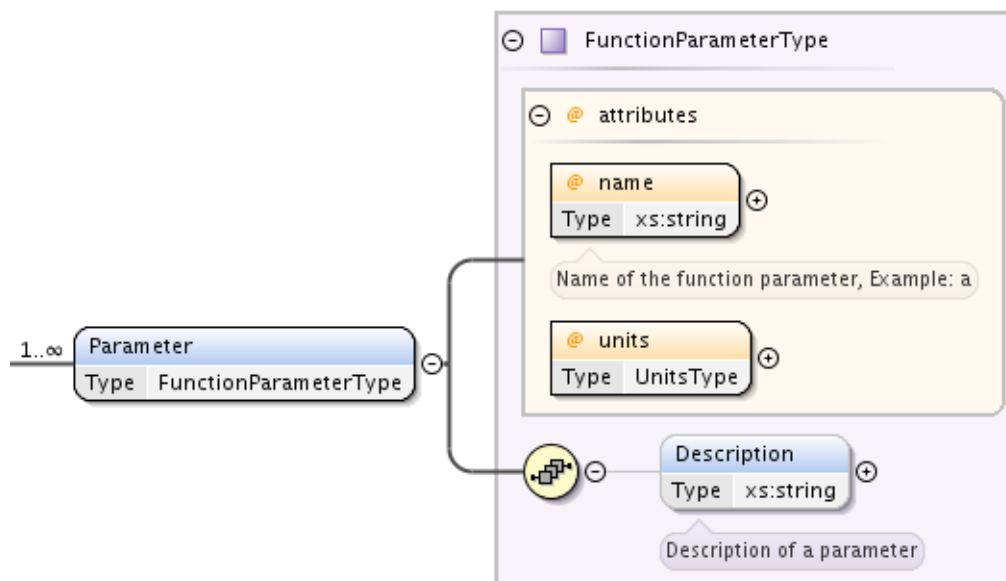 FunctionParameterType
@ attributes
@ name
Type xs:string
Name of the function parameter, Example: a
1..∞
Parameter
Type FunctionParameterType
@ units
Type UnitsType
Description
Type xs:string
Description of a parameter